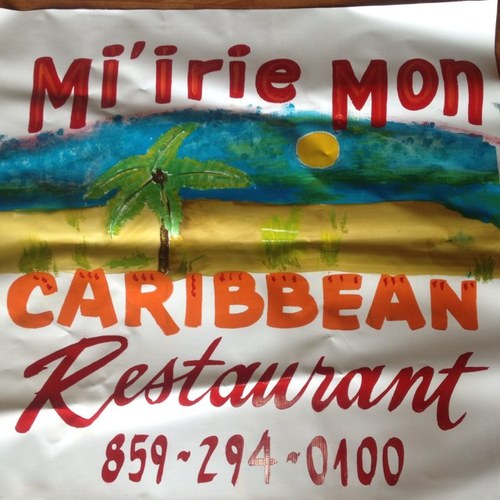 Mi'irie Mon
CARIBBEAN
Restaurant
859-294-0100